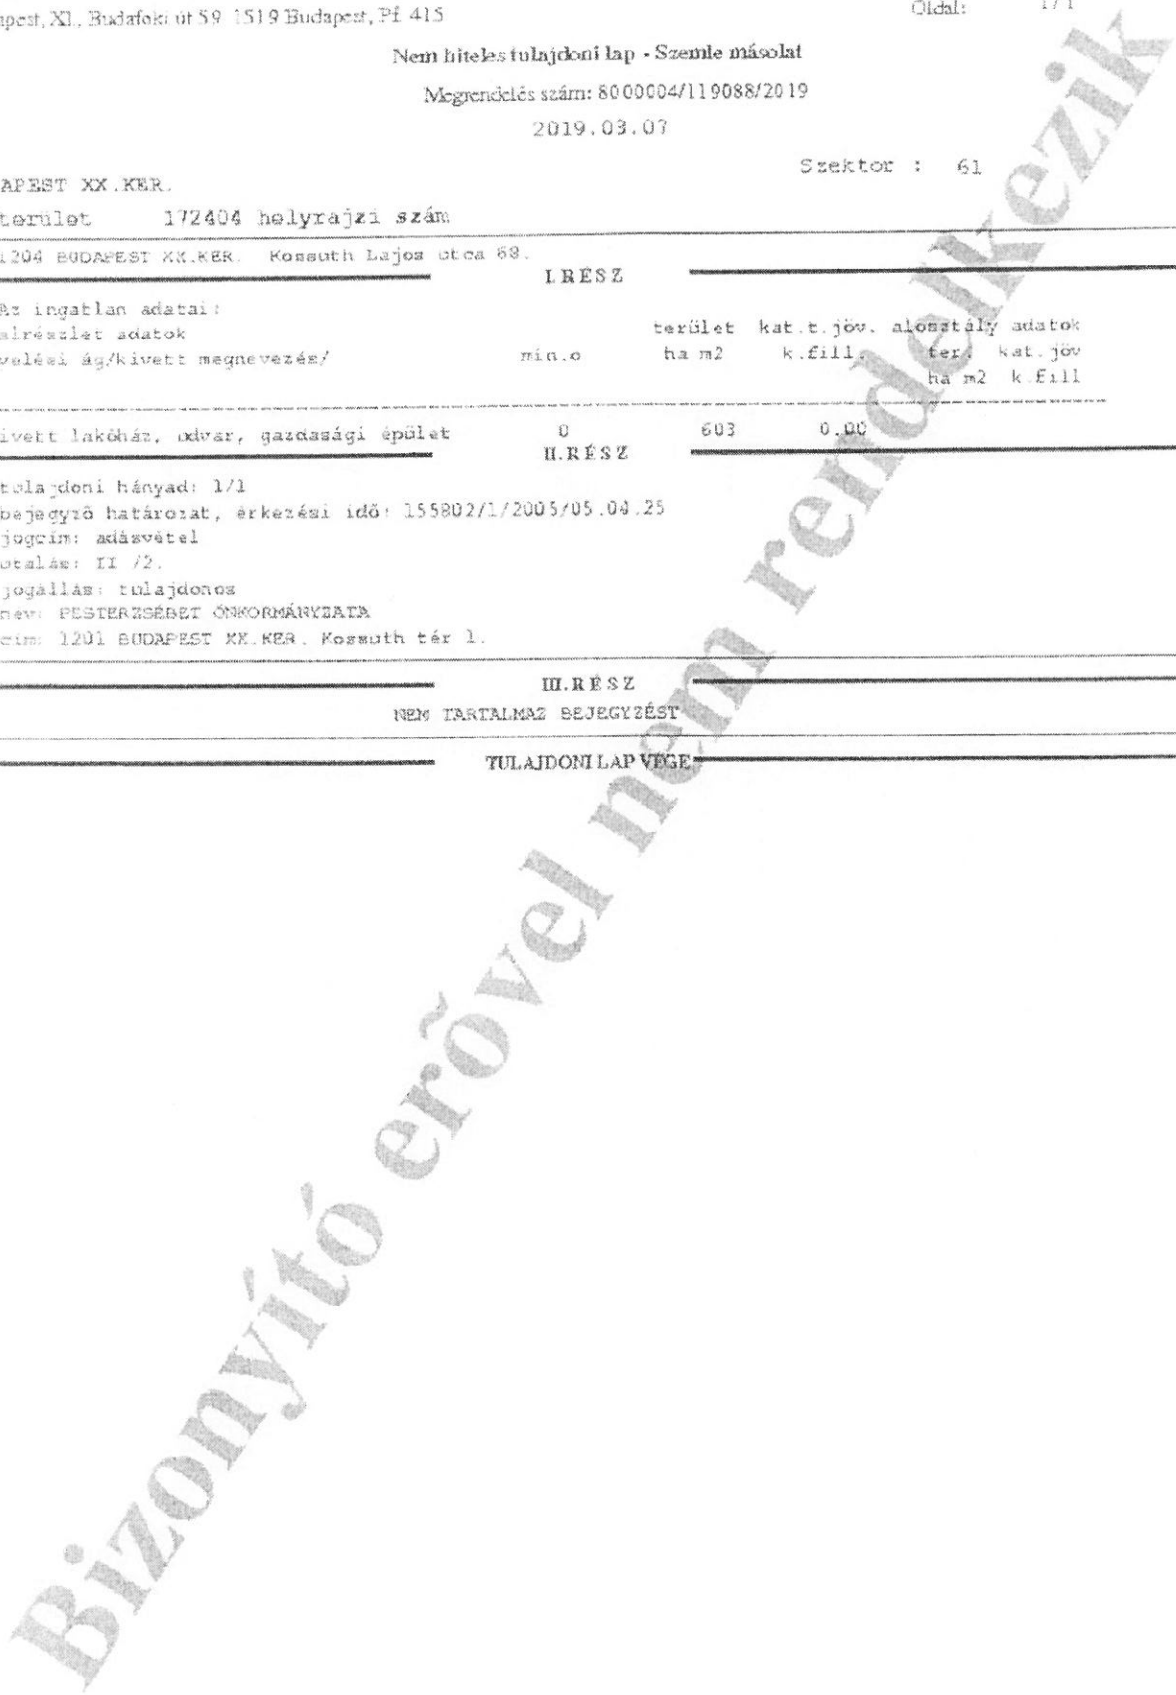 apest, XI., Budafoki út 59. 1519 Budapest, Pf. 415
Oldal: 1 / 1
Nem hiteles tulajdoni lap - Szemle másolat
Megrendelés szám: 8000004/119088/2019
2019.03.07
Szektor : 61
APEST XX.KER.
terület 172404 helyrajzi szám
1204 BUDAPEST XX.KER. Kossuth Lajos utca 68.
I.RÉSZ
Az ingatlan adatai:
alrészlet adatok terület kat.t.jöv. alosztály adatok
velési ág/kivett megnevezés/ min.o ha m2 k.fill. ter. kat.jöv
ha m2 k.fill
ivett lakóház, udvar, gazdasági épület 0 603 0.00
II.RÉSZ
tulajdoni hányad: 1/1
bejegyző határozat, érkezési idő: 155802/1/2005/05.04.25
jogcím: adásvétel
utalás: II /2.
jogállás: tulajdonos
név: PESTERZSÉBET ÖNKORMÁNYZATA
cím: 1201 BUDAPEST XX.KER. Kossuth tér 1.
III.RÉSZ
NEM TARTALMAZ BEJEGYZÉST
TULAJDONI LAP VÉGE
Bizonyító erõvel nem rendelkezik